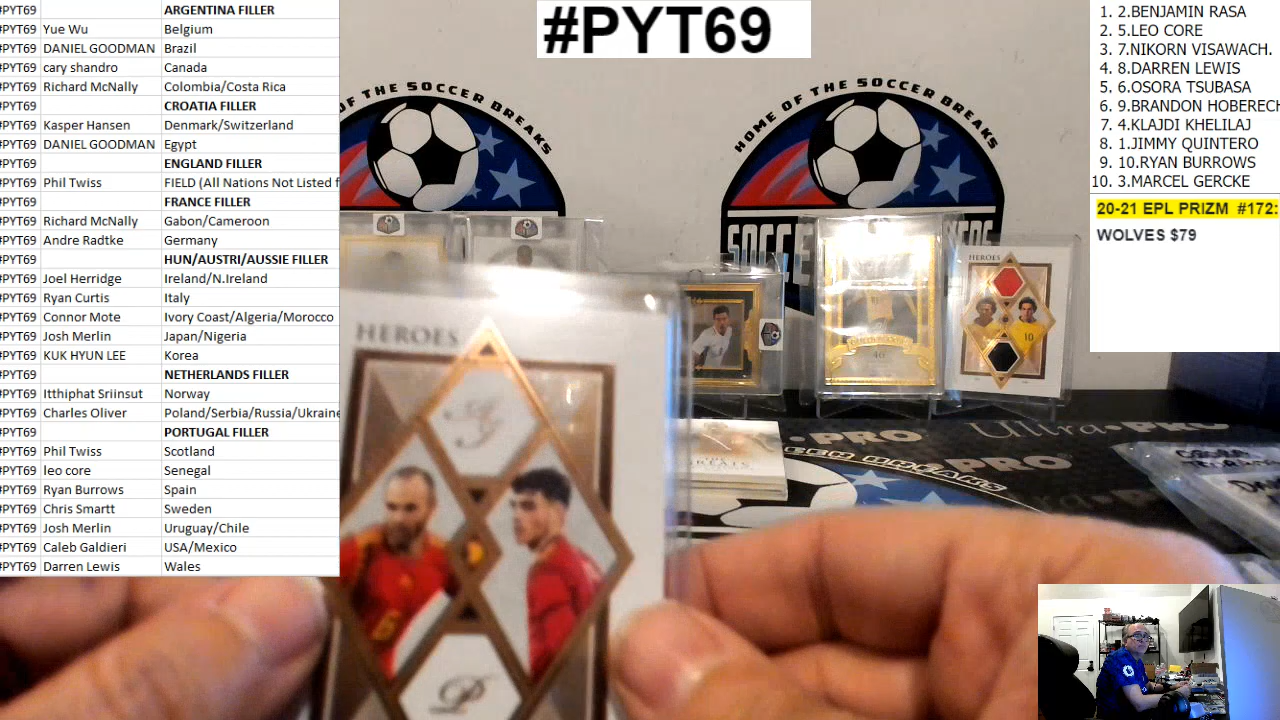 #PYT69 ARGENTINA FILLER
#PYT69 Yue Wu Belgium
#PYT69 DANIEL GOODMAN Brazil
#PYT69 cary shandro Canada
#PYT69 Richard McNally Colombia/Costa Rica
#PYT69 CROATIA FILLER
#PYT69 Kasper Hansen Denmark/Switzerland
#PYT69 DANIEL GOODMAN Egypt
#PYT69 ENGLAND FILLER
#PYT69 Phil Twiss FIELD (All Nations Not Listed f
#PYT69 FRANCE FILLER
#PYT69 Richard McNally Gabon/Cameroon
#PYT69 Andre Radtke Germany
#PYT69 HUN/AUSTRI/AUSSIE FILLER
#PYT69 Joel Herridge Ireland/N.Ireland
#PYT69 Ryan Curtis Italy
#PYT69 Connor Mote Ivory Coast/Algeria/Morocco
#PYT69 Josh Merlin Japan/Nigeria
#PYT69 KUK HYUN LEE Korea
#PYT69 NETHERLANDS FILLER
#PYT69 Itthiphat Sriinsut Norway
#PYT69 Charles Oliver Poland/Serbia/Russia/Ukraine
#PYT69 PORTUGAL FILLER
#PYT69 Phil Twiss Scotland
#PYT69 leo core Senegal
#PYT69 Ryan Burrows Spain
#PYT69 Chris Smartt Sweden
#PYT69 Josh Merlin Uruguay/Chile
#PYT69 Caleb Galdieri USA/Mexico
#PYT69 Darren Lewis Wales
#PYT69
OF THE SOCCER BREAKS
HOME OF THE SOCCER BREAKS
SOCCER
HEROES
10
46
HEROES
P
GREATS
PRO
Ultra PRO
PRO
BREAKS
1. 2.BENJAMIN RASA
2. 5.LEO CORE
3. 7.NIKORN VISAWACH.
4. 8.DARREN LEWIS
5. 6.OSORA TSUBASA
6. 9.BRANDON HOBERECH
7. 4.KLAJDI KHELILAJ
8. 1.JIMMY QUINTERO
9. 10.RYAN BURROWS
10. 3.MARCEL GERCKE
20-21 EPL PRIZM #172:
WOLVES $79